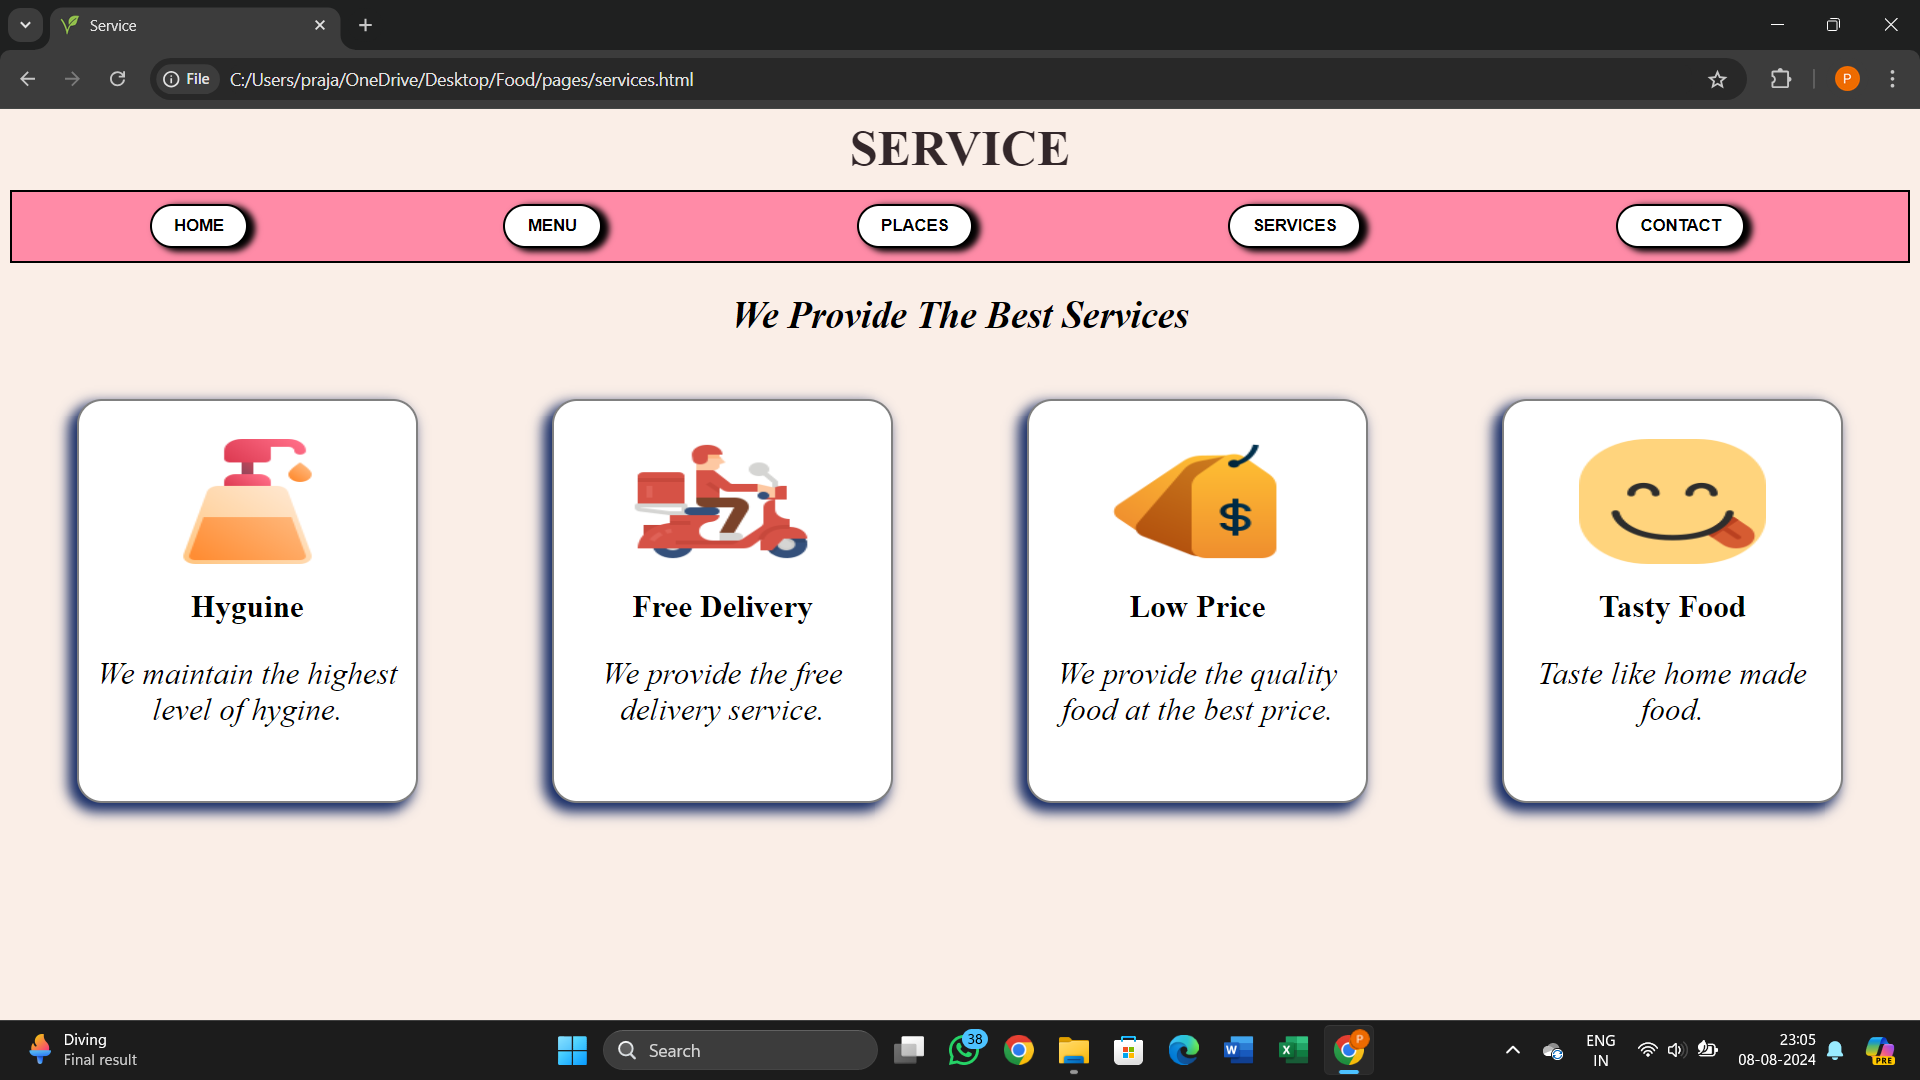 Service
File
C:/Users/praja/OneDrive/Desktop/Food/pages/services.html
P
SERVICE
HOME
MENU
PLACES
SERVICES
CONTACT
We Provide The Best Services
$
Hyguine
We maintain the highest
level of hygine.
Free Delivery
We provide the free
delivery service.
Low Price
We provide the quality
food at the best price.
Tasty Food
Taste like home made
food.
Diving
Final result
Search
38
W
X
P
ENG
IN
23:05
08-08-2024
PRE